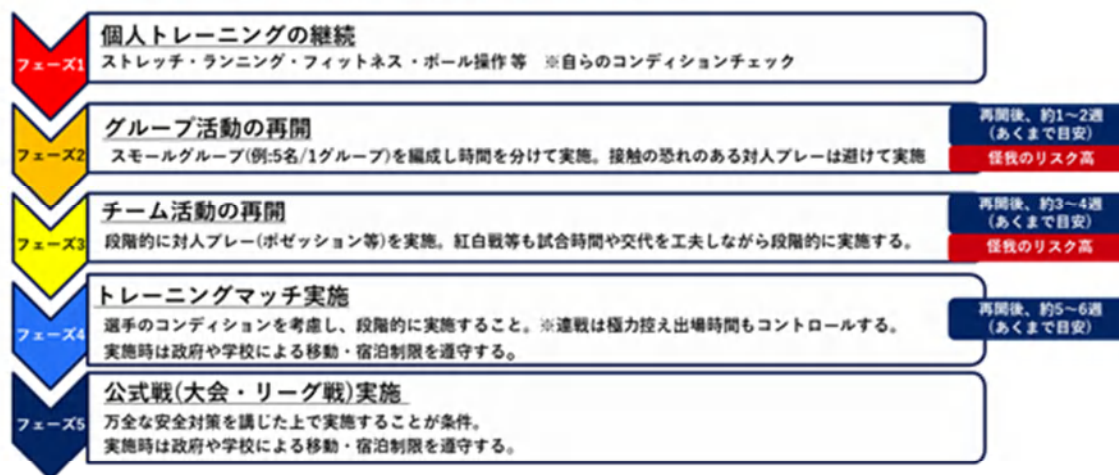 フェーズ1
個人トレーニングの継続
ストレッチ・ランニング・フィットネス・ボール操作 等　※自らのコンディションチェック
フェーズ2
グループ活動の再開
スモールグループ(例:5名/1グループ)を編成し時間を分けて実施。接触の恐れのある対人プレーは避けて実施
再開後、約1～2週
(あくまで目安)
怪我のリスク高
フェーズ3
チーム活動の再開
段階的に対人プレー(ポゼッション等)を実施。紅白戦等も試合時間や交代を工夫しながら段階的に実施する。
再開後、約3～4週
(あくまで目安)
怪我のリスク高
フェーズ4
トレーニングマッチ実施
選手のコンディションを考慮し、段階的に実施すること。※連戦は極力控え出場時間もコントロールする。
実施時は政府や学校による移動・宿泊制限を遵守する。
再開後、約5～6週
(あくまで目安)
フェーズ5
公式戦(大会・リーグ戦)実施
万全な安全対策を講じた上で実施することが条件。
実施時は政府や学校による移動・宿泊制限を遵守する。